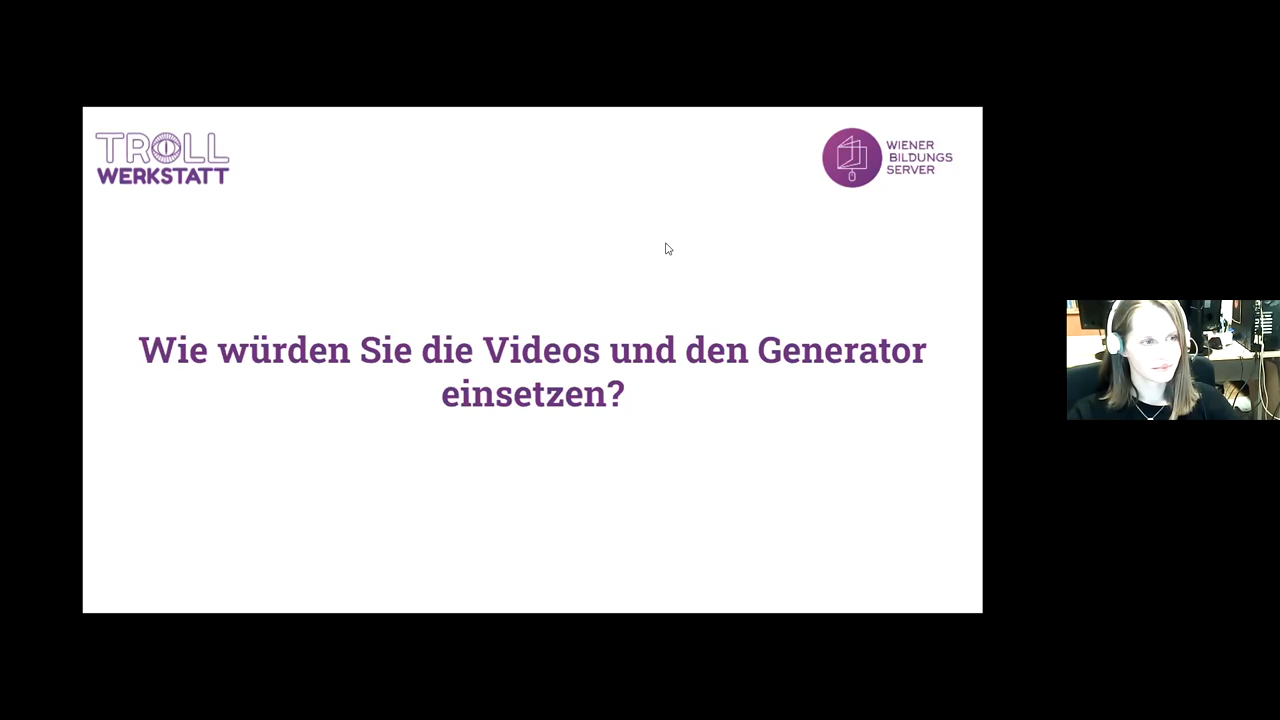 TROLL
WERKSTATT
WIENER
BILDUNGS
SERVER
Wie würden Sie die Videos und den Generator
einsetzen?